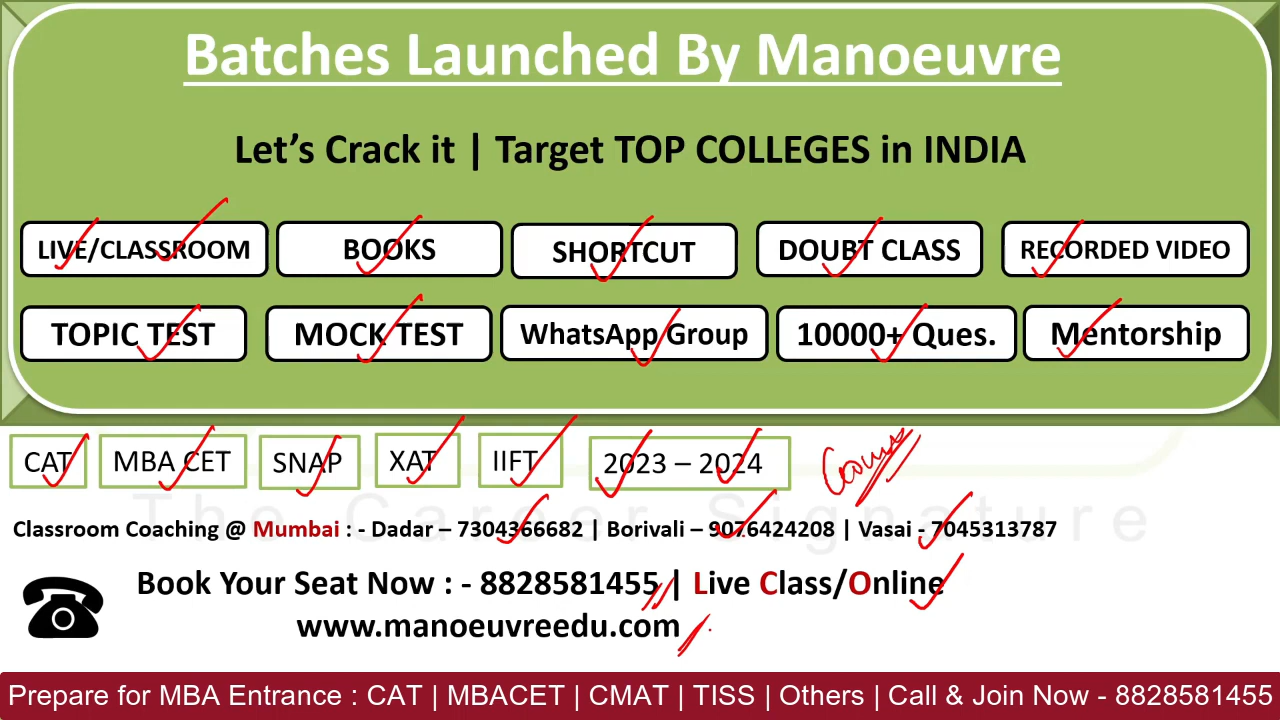 Batches Launched By Manoeuvre
Let's Crack it | Target TOP COLLEGES in INDIA
LIVE/CLASSROOM BOOKS SHORTCUT DOUBT CLASS RECORDED VIDEO
TOPIC TEST MOCK TEST WhatsApp Group 10000+ Ques. Mentorship
CAT MBA CET SNAP XAT IIFT 2023 – 2024
The Career Signature
Classroom Coaching @ Mumbai : - Dadar – 7304366682 | Borivali – 9076424208 | Vasai - 7045313787
Book Your Seat Now : - 8828581455 | Live Class/Online
www.manoeuvreedu.com
Prepare for MBA Entrance : CAT | MBACET | CMAT | TISS | Others | Call & Join Now - 8828581455